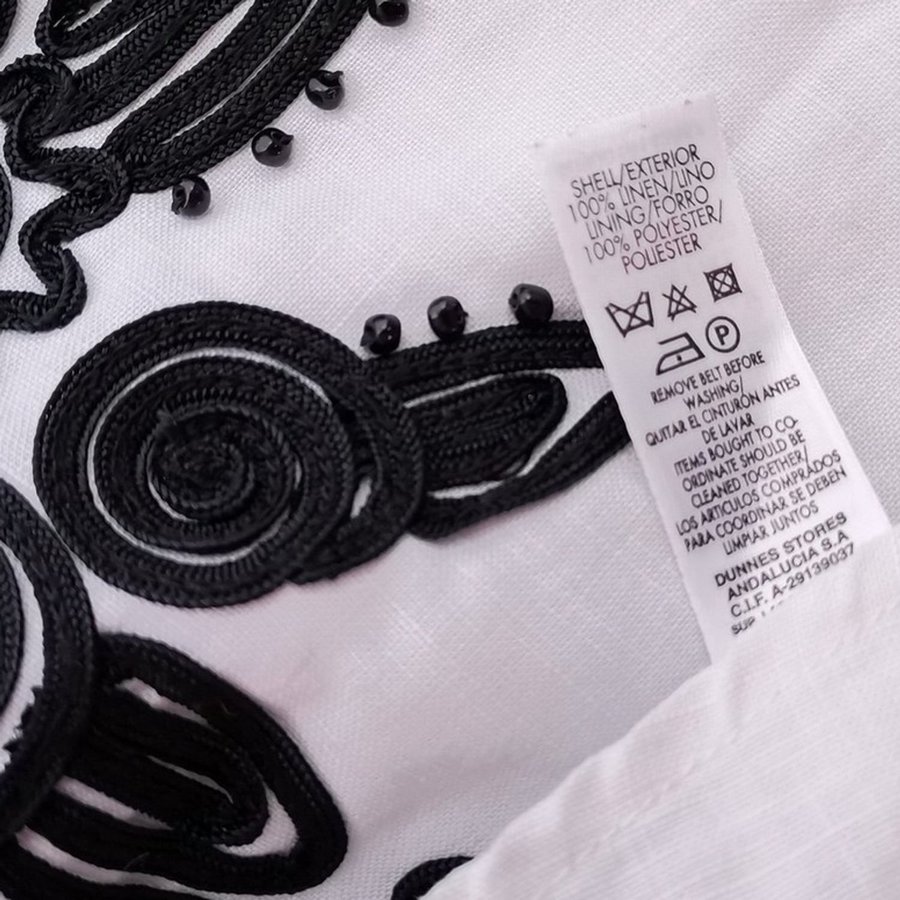 SHELL/EXTERIOR
100% LINEN/LINO
LINING/FORRO
100% POLYESTER/
POLIESTER
P
REMOVE BELT BEFORE
WASHING/
QUITAR EL CINTURÓN ANTES
DE LAVAR
ITEMS BOUGHT TO CO-
ORDINATE SHOULD BE
CLEANED TOGETHER/
LOS ARTICULOS COMPRADOS
PARA COORDINAR SE DEBEN
LIMPIAR JUNTOS
DUNNES STORES
ANDALUCIA S.A
C.I.F. A-29139037